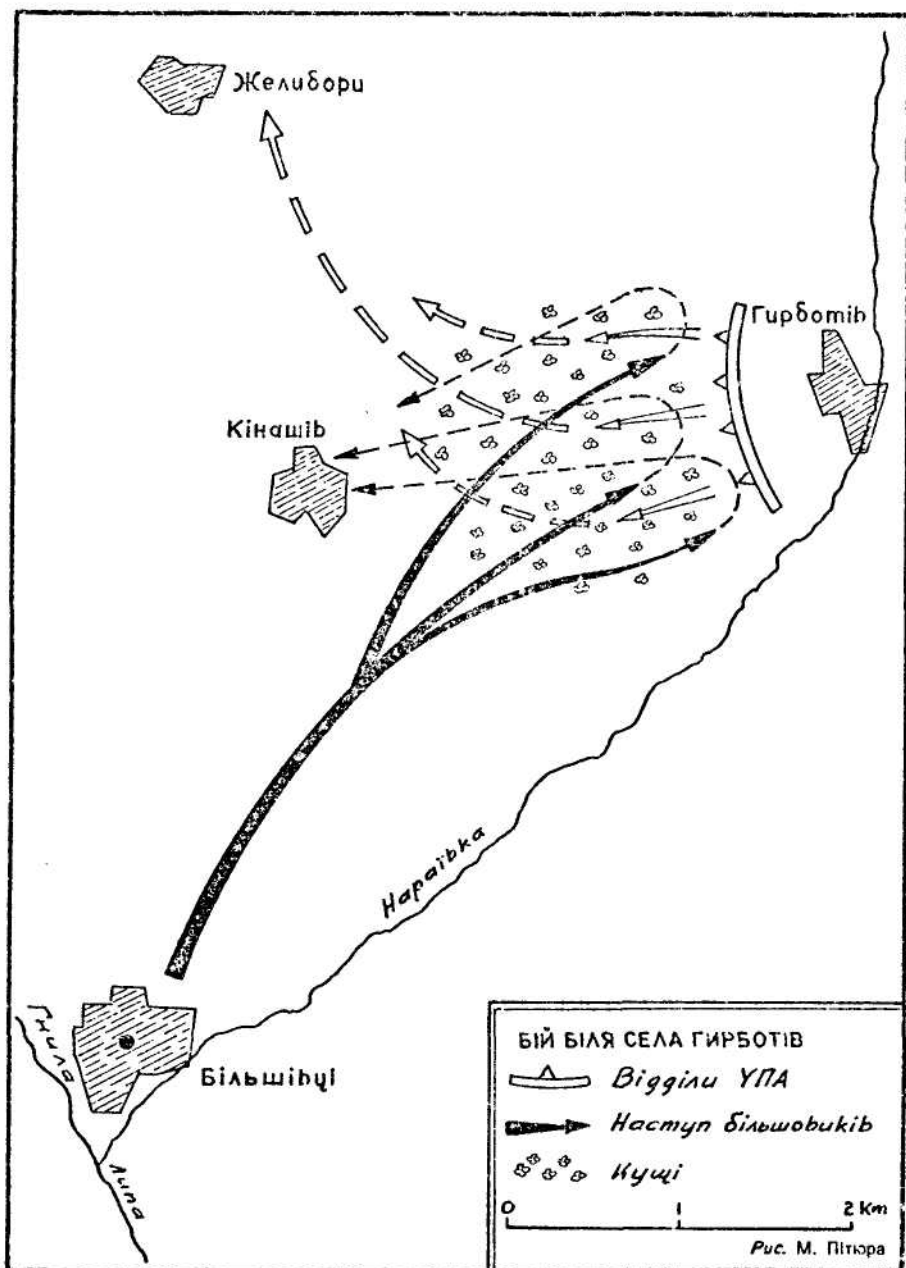 Желибори
Гирботів
Кінашів
Нараївка
Гнила
Більшівці
Липа
БІЙ БІЛЯ СЕЛА ГИРБОТІВ
Відділи УПА
Наступ більшовиків
Кущі
0 1 2 Km
Рис. М. Пітюра